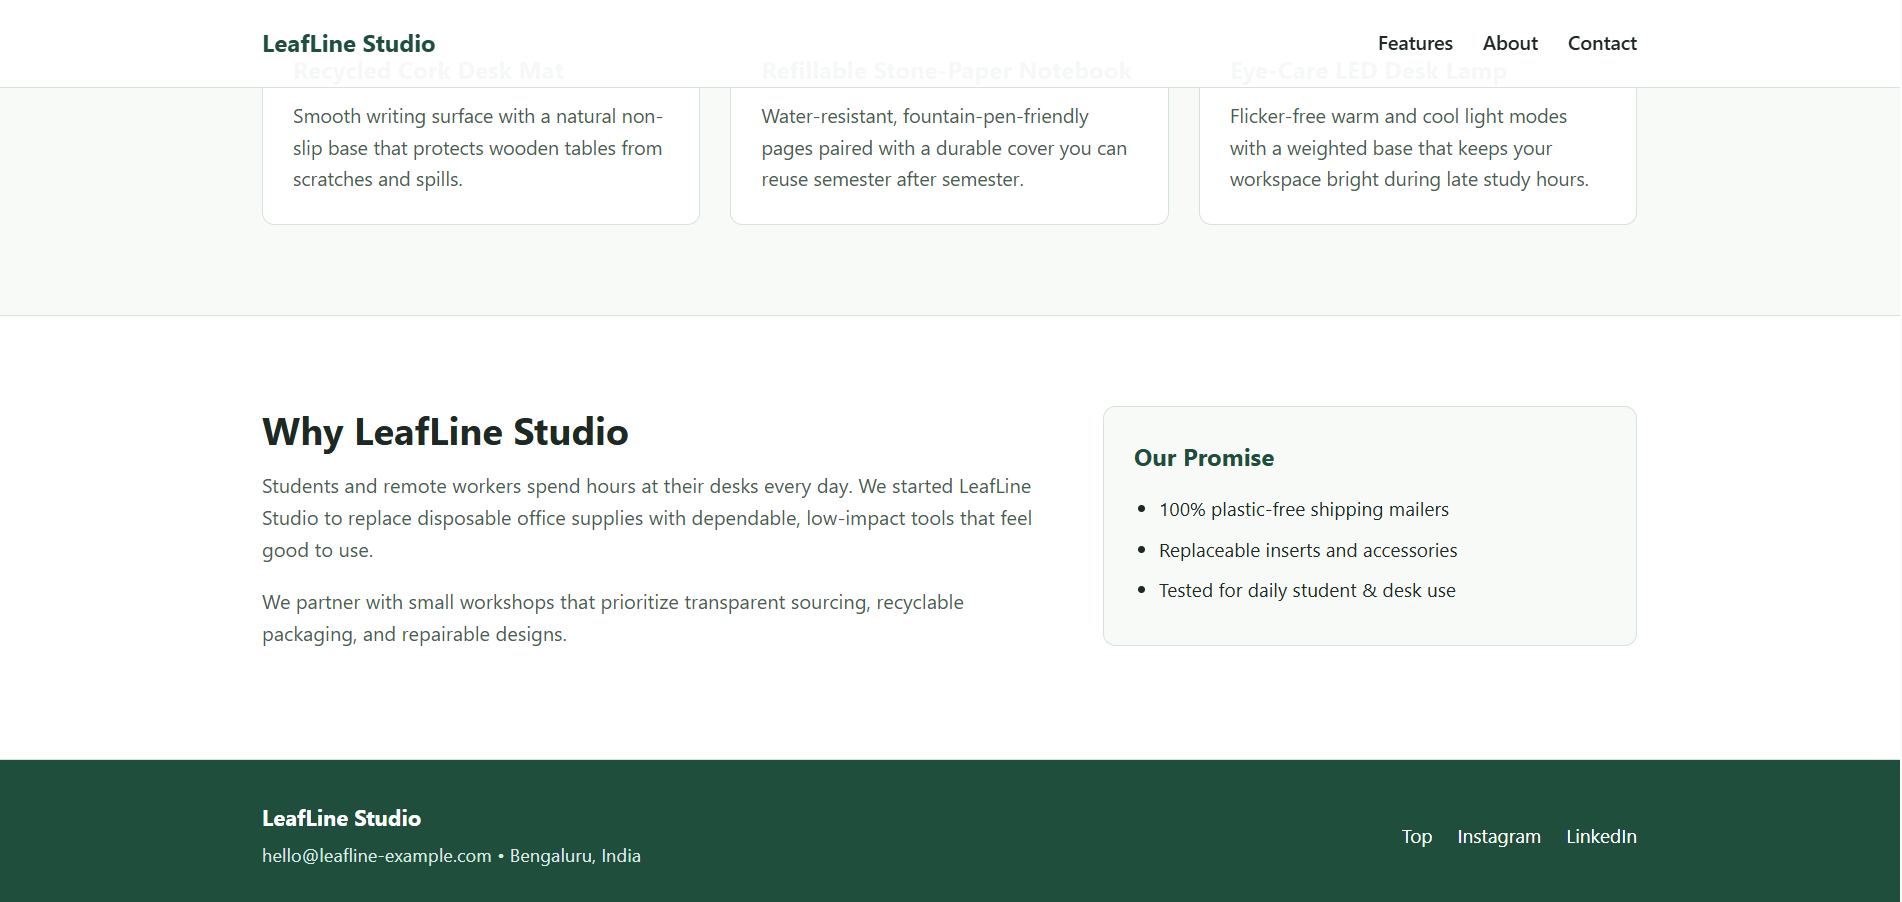 LeafLine Studio
Features About Contact
Recycled Cork Desk Mat
Smooth writing surface with a natural non-
slip base that protects wooden tables from
scratches and spills.
Refillable Stone-Paper Notebook
Water-resistant, fountain-pen-friendly
pages paired with a durable cover you can
reuse semester after semester.
Eye-Care LED Desk Lamp
Flicker-free warm and cool light modes
with a weighted base that keeps your
workspace bright during late study hours.
Why LeafLine Studio
Students and remote workers spend hours at their desks every day. We started LeafLine
Studio to replace disposable office supplies with dependable, low-impact tools that feel
good to use.
We partner with small workshops that prioritize transparent sourcing, recyclable
packaging, and repairable designs.
Our Promise
• 100% plastic-free shipping mailers
• Replaceable inserts and accessories
• Tested for daily student & desk use
LeafLine Studio
hello@leafline-example.com • Bengaluru, India
Top Instagram LinkedIn